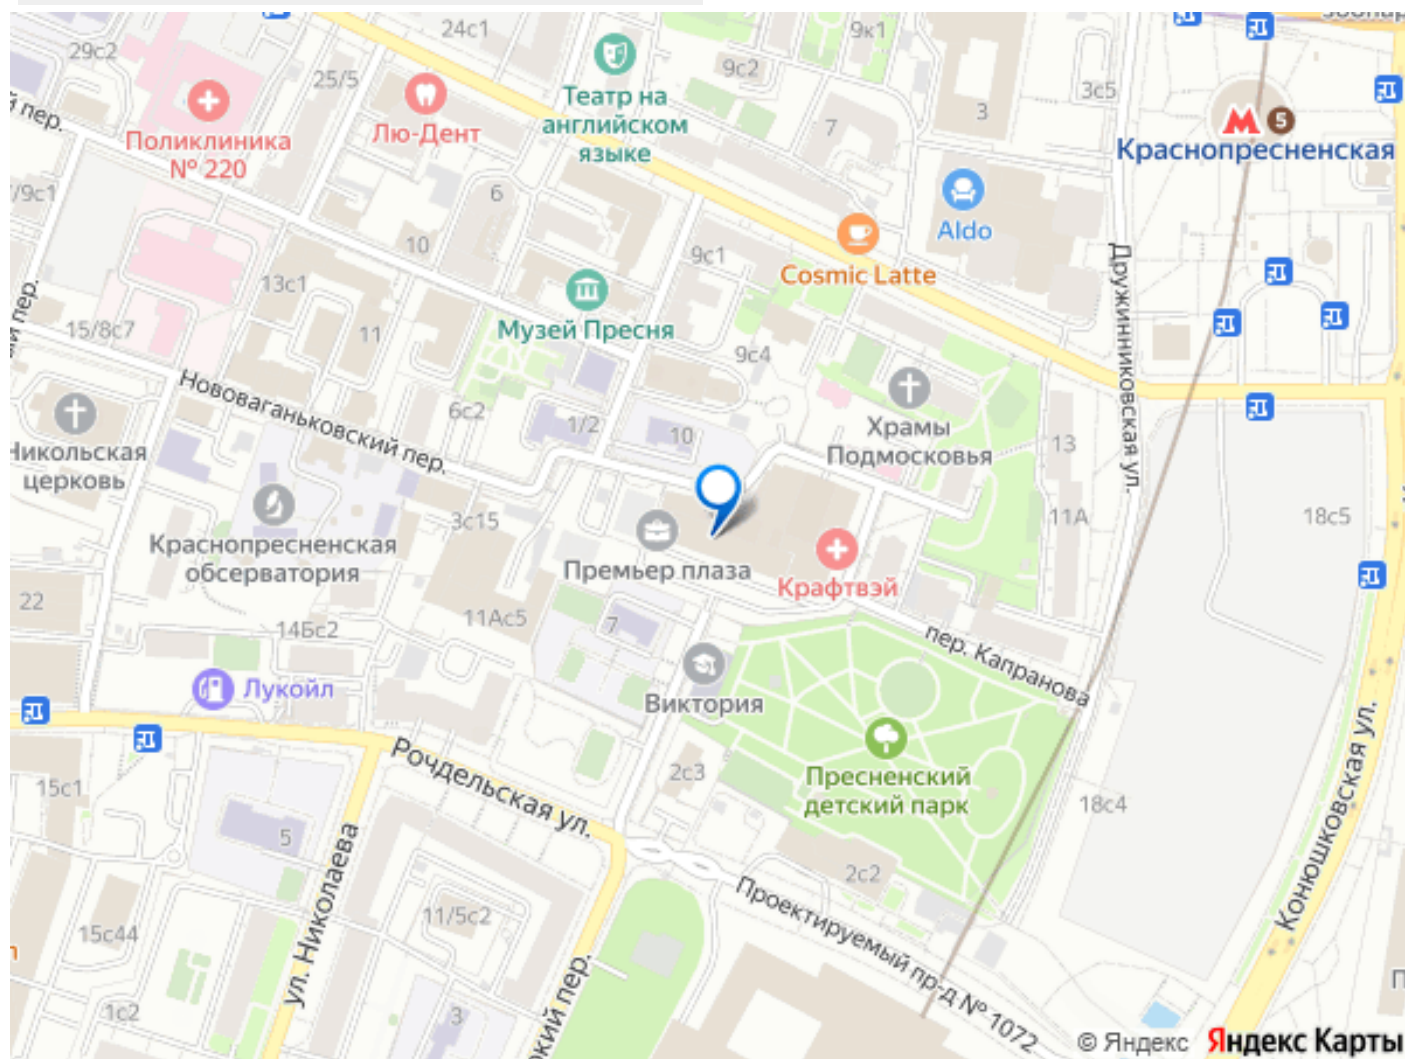 24с1
9к1
29с2
9с2
25/5
3с5
3
Театр на
английском
языке
7
5
й пер.
Поликлиника
№ 220
Лю-Дент
Краснопресненская
/9с1
6
Aldo
10
9с1
Cosmic Latte
13с1
Дружинниковская ул.
15/8с7
11
Музей Пресня
9с4
Нововаганьковский пер.
6с2
1/2
10
Храмы
Подмосковья
13
Никольская
церковь
3с15
11А
18с5
Краснопресненская
обсерватория
Премьер плаза
Крафтвэй
22
14Бс2
11Ас5
7
пер. Капранова
Лукойл
Виктория
Рочдельская ул.
2с3
Пресненский
детский парк
15с1
18с4
Конюшковская ул.
5
ул. Николаева
2с2
11/5с2
Проектируемый пр-д № 1072
15с44
1с2
3
© Яндекс Яндекс Карты